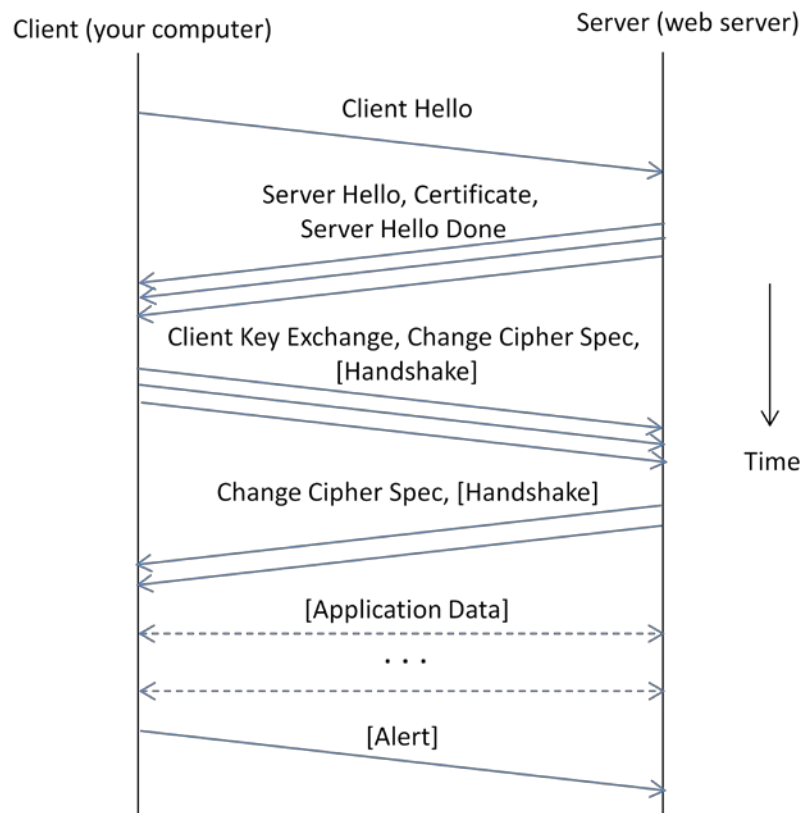 Client (your computer)
Server (web server)
Client Hello
Server Hello, Certificate,
Server Hello Done
Client Key Exchange, Change Cipher Spec,
[Handshake]
Time
Change Cipher Spec, [Handshake]
[Application Data]
. . .
[Alert]